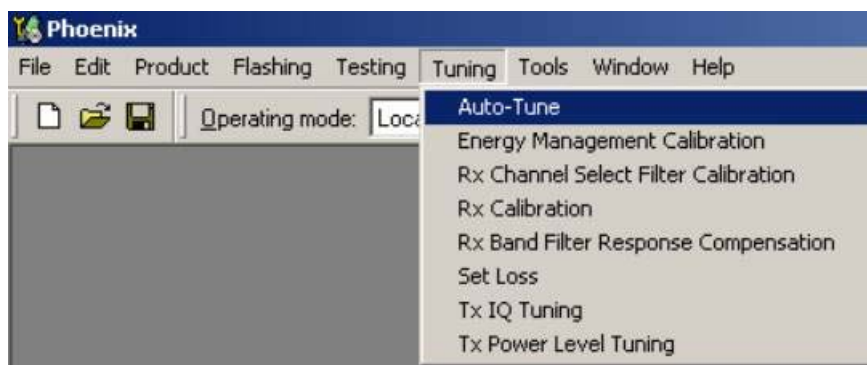 Phoenix
File Edit Product Flashing Testing Tuning Tools Window Help
Operating mode: Loca
Auto-Tune
Energy Management Calibration
Rx Channel Select Filter Calibration
Rx Calibration
Rx Band Filter Response Compensation
Set Loss
Tx IQ Tuning
Tx Power Level Tuning